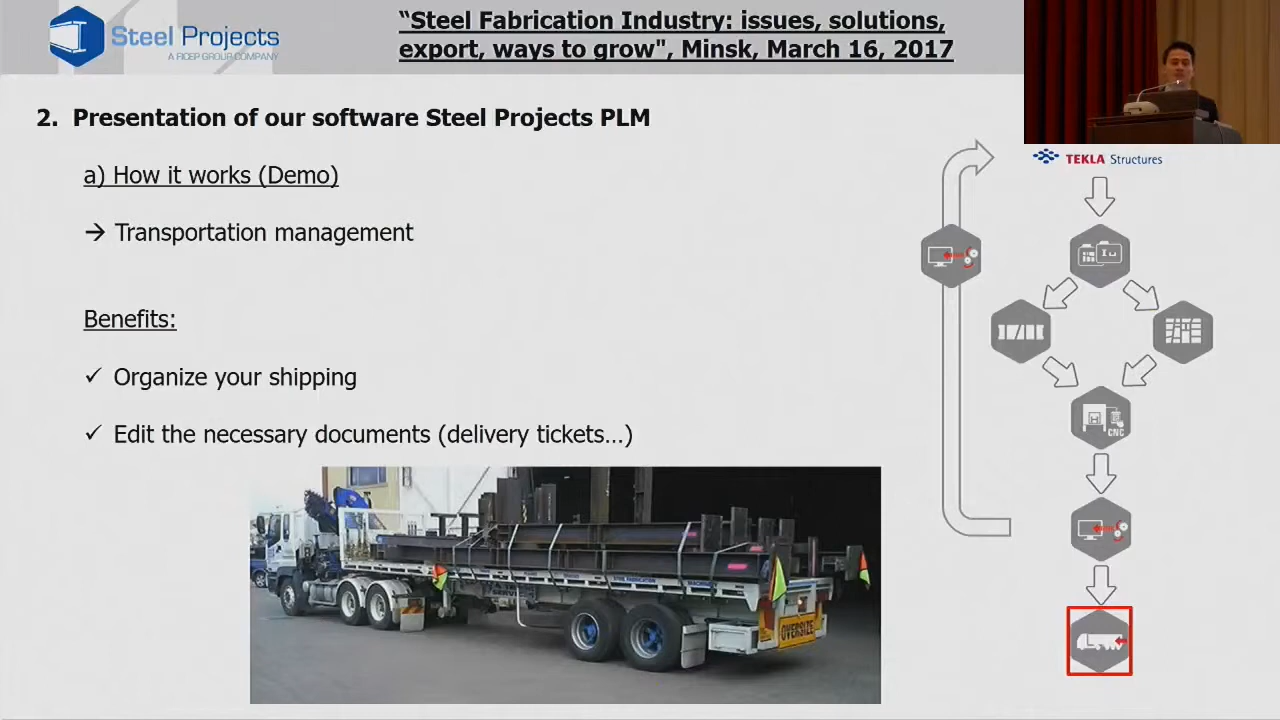 Steel Projects
A FICEP GROUP COMPANY
“Steel Fabrication Industry: issues, solutions,
export, ways to grow", Minsk, March 16, 2017
2. Presentation of our software Steel Projects PLM
a) How it works (Demo)
→ Transportation management
Benefits:
✓ Organize your shipping
✓ Edit the necessary documents (delivery tickets…)
TEKLA Structures
CNC
OVERSIZE